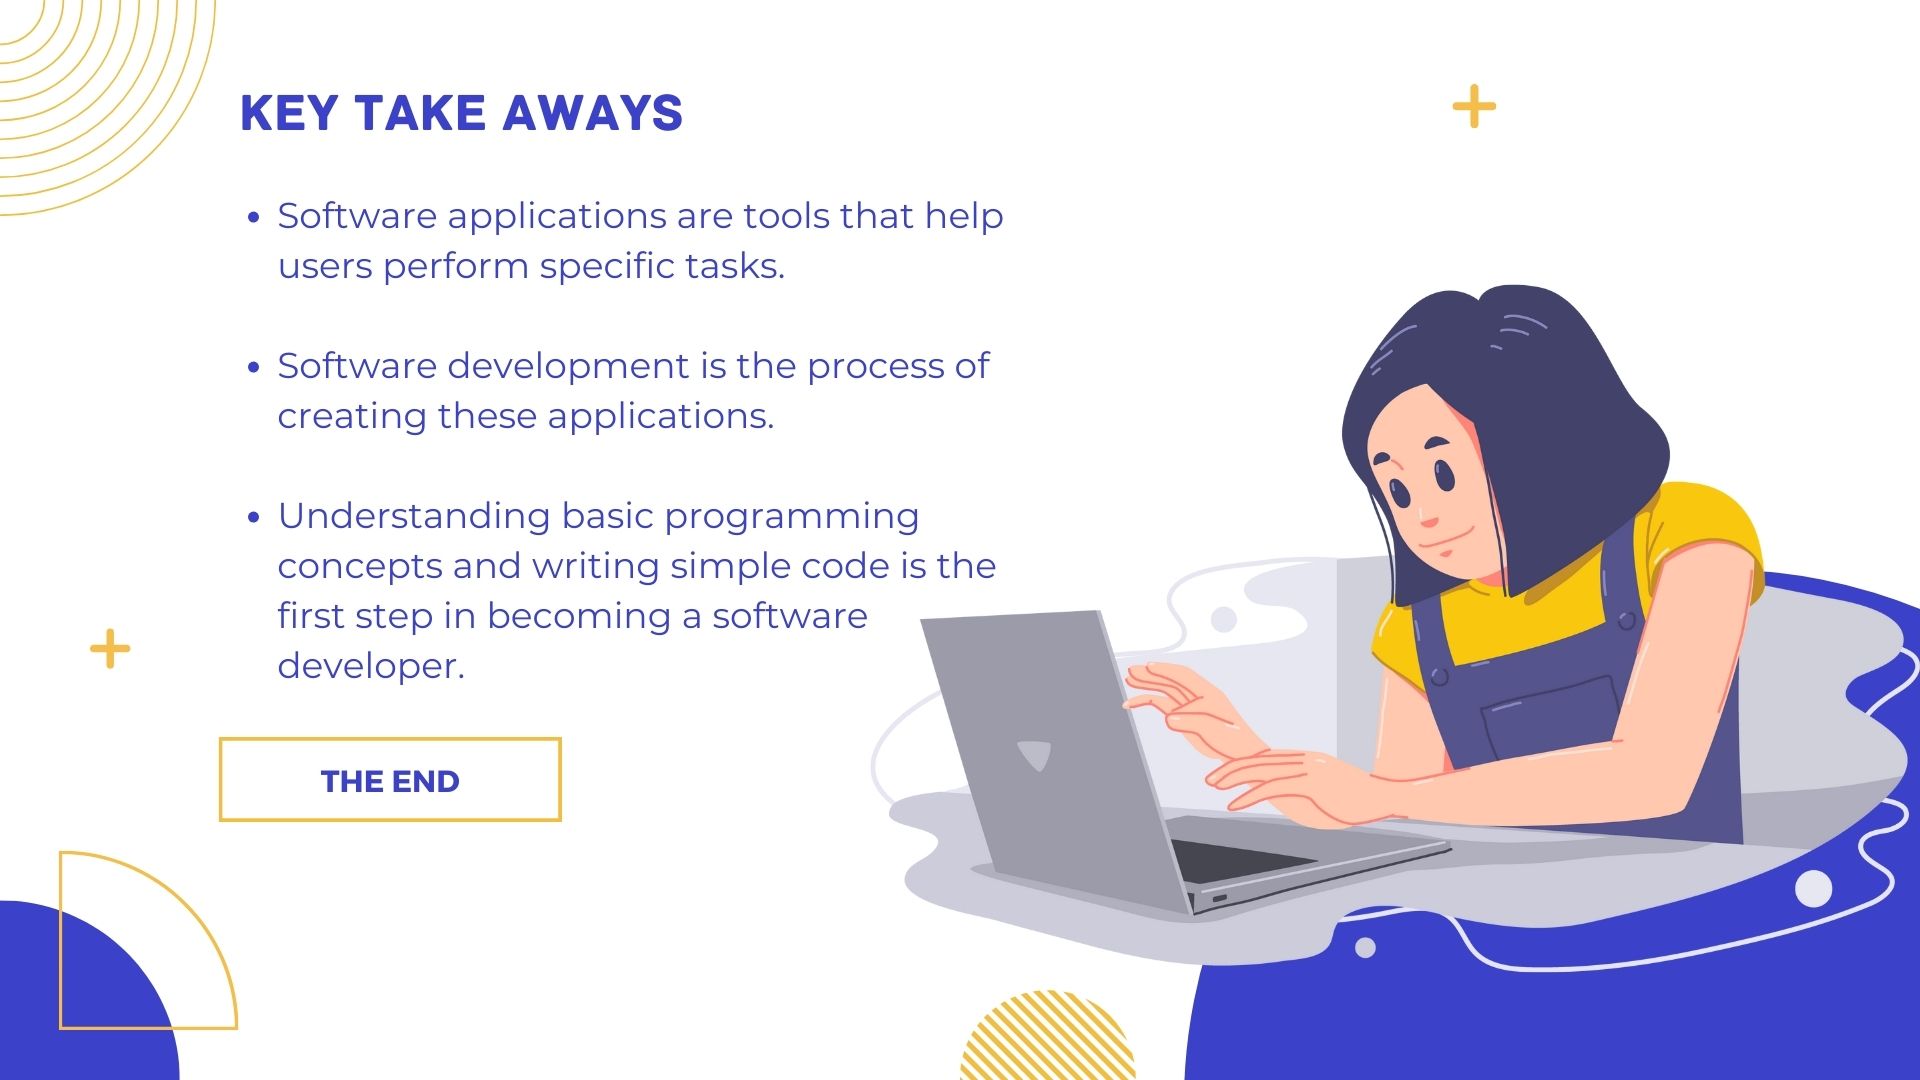 KEY TAKE AWAYS
• Software applications are tools that help
users perform specific tasks.
• Software development is the process of
creating these applications.
• Understanding basic programming
concepts and writing simple code is the
first step in becoming a software
developer.
THE END